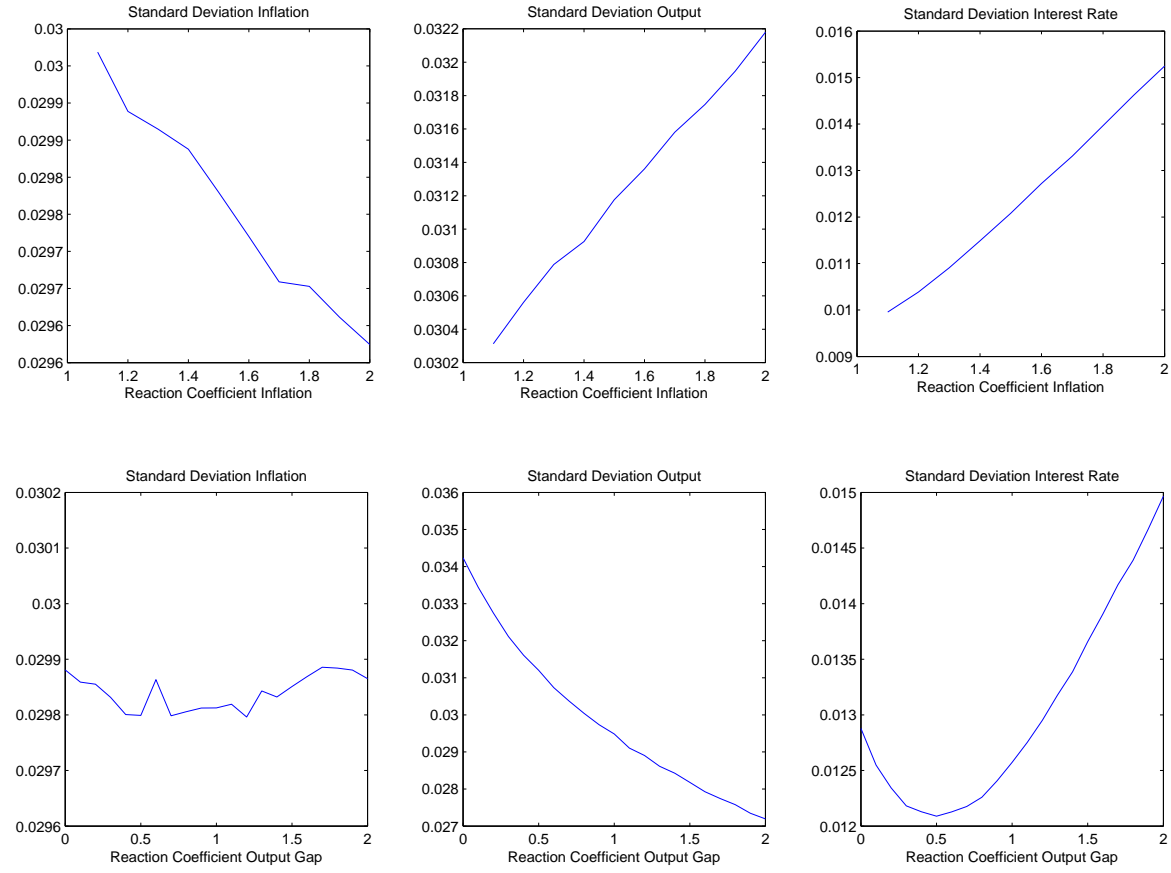 Standard Deviation Inflation
0.03
0.03
0.0299
0.0299
0.0298
0.0298
0.0297
0.0297
0.0296
0.0296
1 1.2 1.4 1.6 1.8 2
Reaction Coefficient Inflation
Standard Deviation Output
0.0322
0.032
0.0318
0.0316
0.0314
0.0312
0.031
0.0308
0.0306
0.0304
0.0302
1 1.2 1.4 1.6 1.8 2
Reaction Coefficient Inflation
Standard Deviation Interest Rate
0.016
0.015
0.014
0.013
0.012
0.011
0.01
0.009
1 1.2 1.4 1.6 1.8 2
Reaction Coefficient Inflation
Standard Deviation Inflation
0.0302
0.0301
0.03
0.0299
0.0298
0.0297
0.0296
0 0.5 1 1.5 2
Reaction Coefficient Output Gap
Standard Deviation Output
0.036
0.035
0.034
0.033
0.032
0.031
0.03
0.029
0.028
0.027
0 0.5 1 1.5 2
Reaction Coefficient Output Gap
Standard Deviation Interest Rate
0.015
0.0145
0.014
0.0135
0.013
0.0125
0.012
0 0.5 1 1.5 2
Reaction Coefficient Output Gap